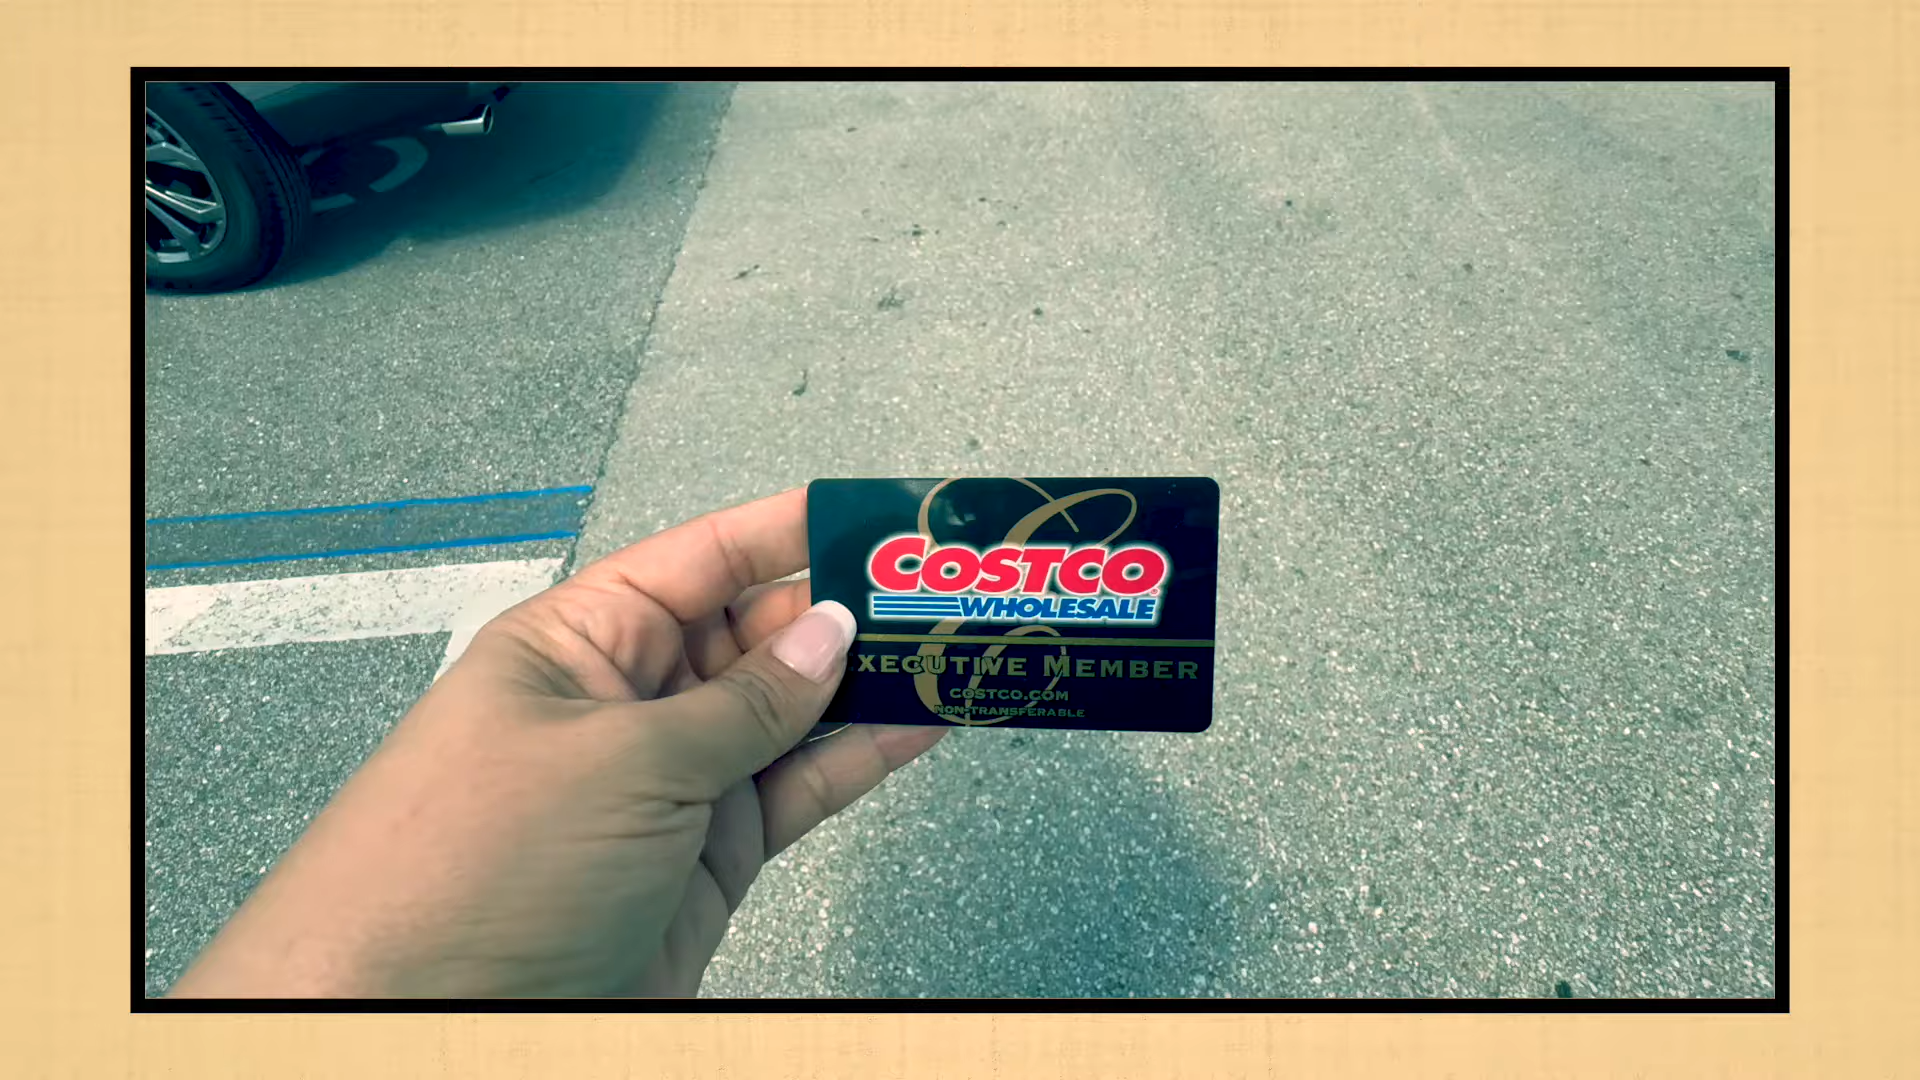 COSTCO
WHOLESALE
XECUTIVE MEMBER
COSTCO.COM
NON-TRANSFERABLE